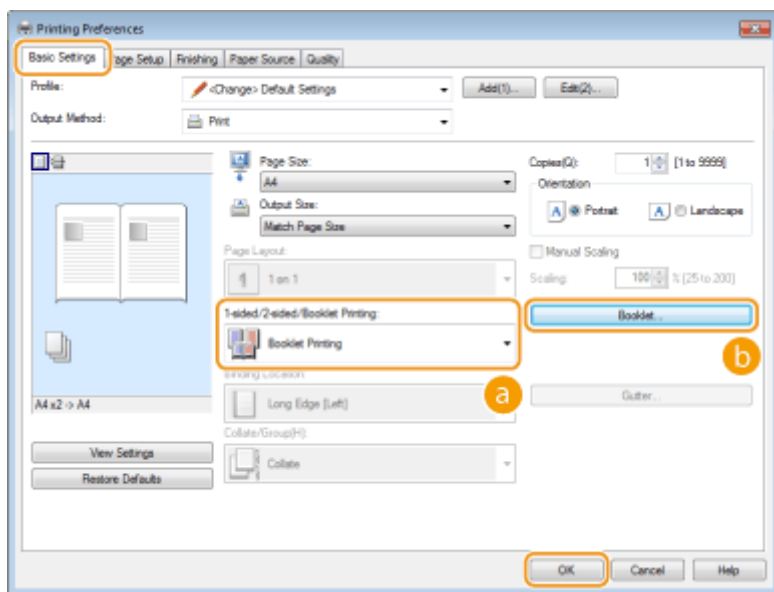 Printing Preferences
Basic Settings Page Setup Finishing Paper Source Quality
Profile: <Change> Default Settings Add(1)... Edit(2)...
Output Method: Print
Page Size: Copies(Q): 1 [1 to 9999]
A4 Orientation
Output Size: A Portrait A Landscape
Match Page Size
Page Layout: Manual Scaling
1 1 on 1 Scaling: 100 % [25 to 200]
1-sided/2-sided/Booklet Printing: Booklet...
Booklet Printing b
Binding Location: a
Long Edge [Left] Gutter...
A4 x2 -> A4
Collate/Group(H):
View Settings Collate
Restore Defaults
OK Cancel Help